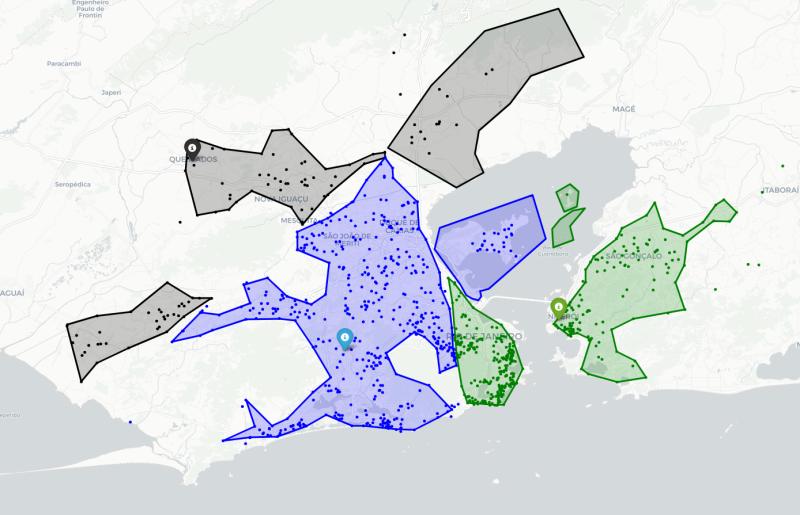 Engenheiro
Paulo de
Frontin
Paracambi
Japeri
MAGÉ
QUEIMADOS
Seropédica
ITABORAÍ
NOVA IGUAÇU
MESQUITA
DUQUE DE
CAXIAS
SÃO JOÃO DE
MERITI
SÃO GONÇALO
AGUAÍ
NITERÓI
RIO DE JANEIRO